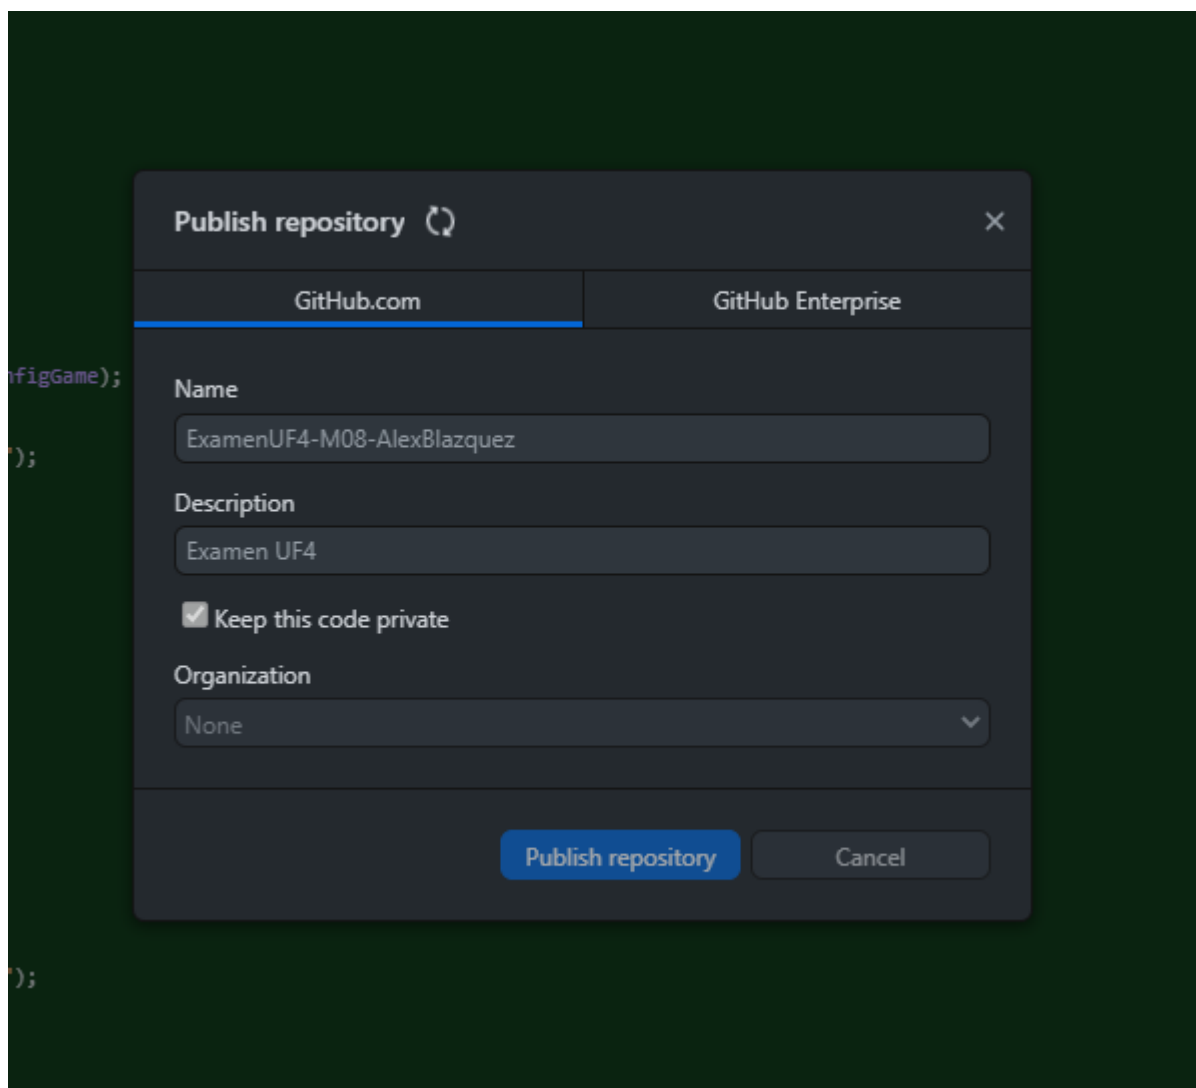 Publish repository
GitHub.com GitHub Enterprise
nfigGame);
Name
ExamenUF4-M08-AlexBlazquez
");
Description
Examen UF4
Keep this code private
Organization
None
Publish repository Cancel
");